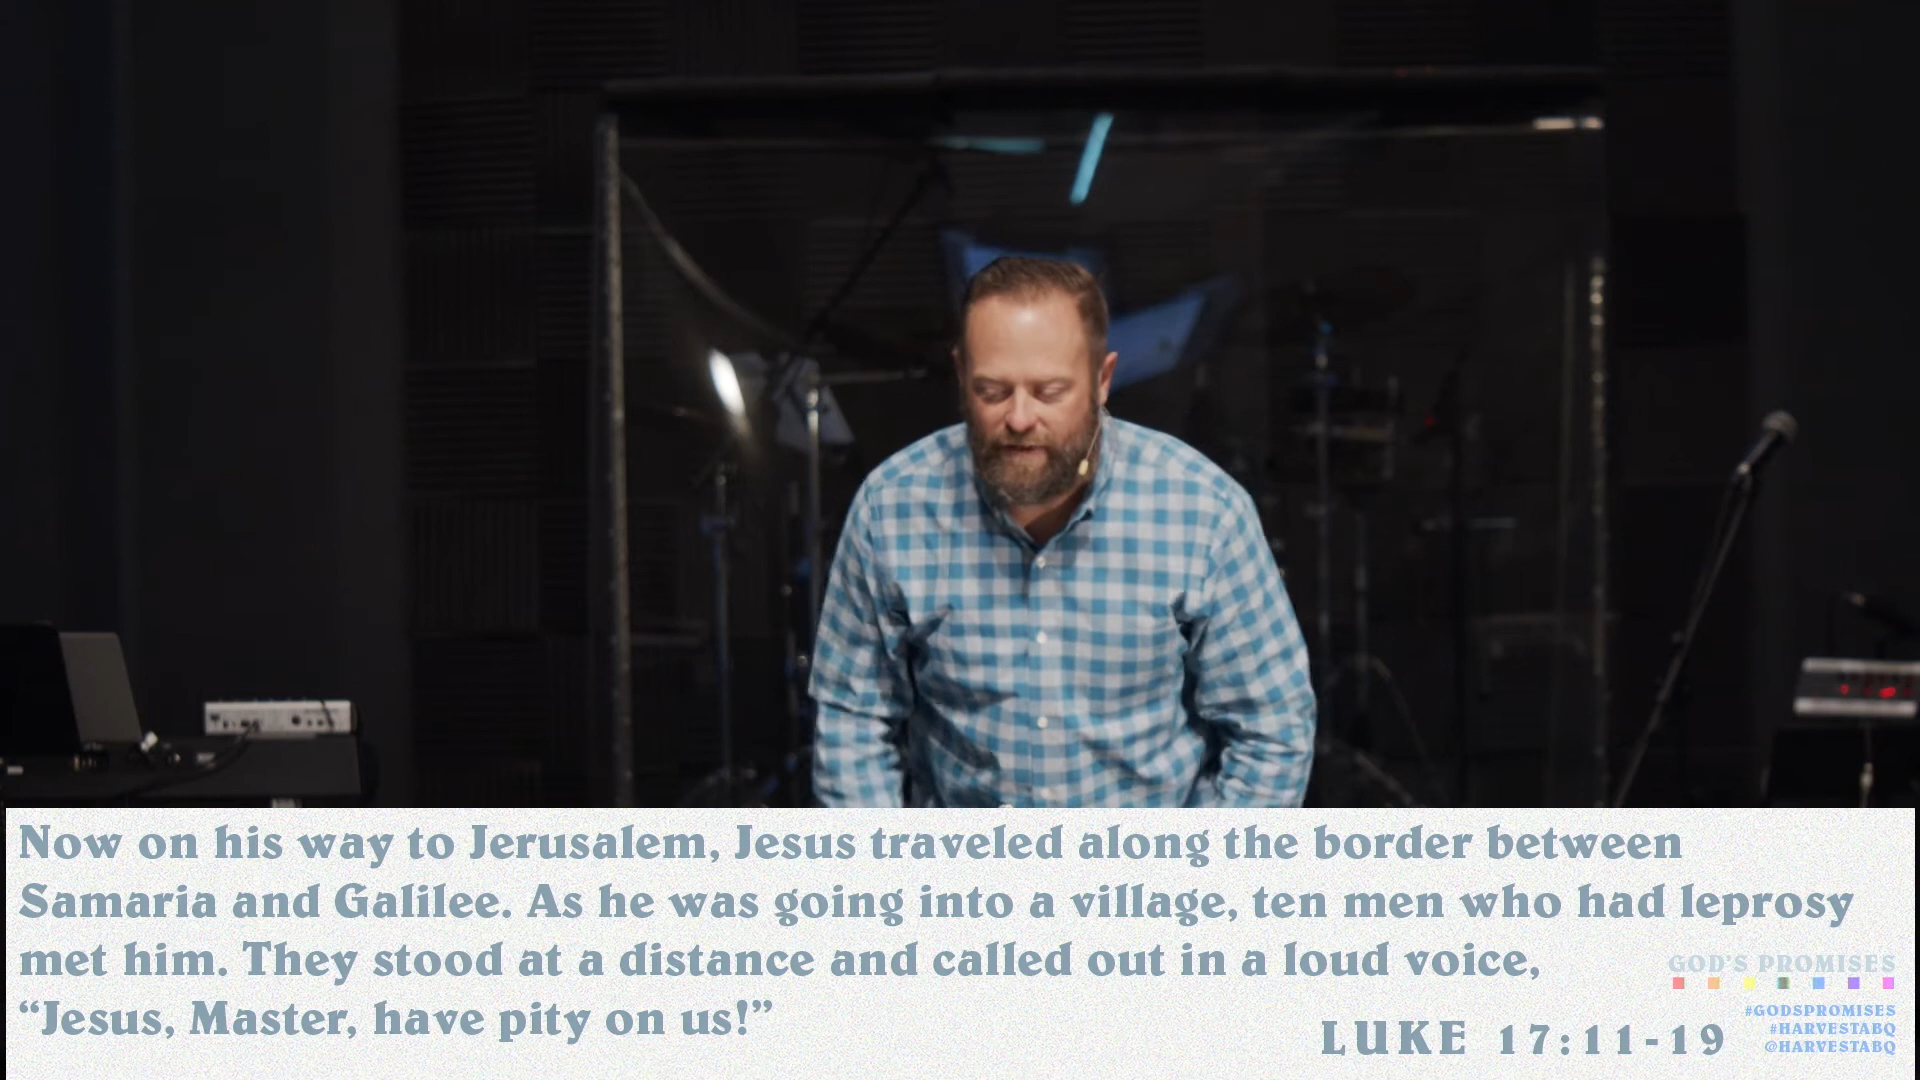 Now on his way to Jerusalem, Jesus traveled along the border between
Samaria and Galilee. As he was going into a village, ten men who had leprosy
met him. They stood at a distance and called out in a loud voice,
“Jesus, Master, have pity on us!”
LUKE 17:11-19
GOD'S PROMISES
#GODSPROMISES
#HARVESTABQ
@HARVESTABQ